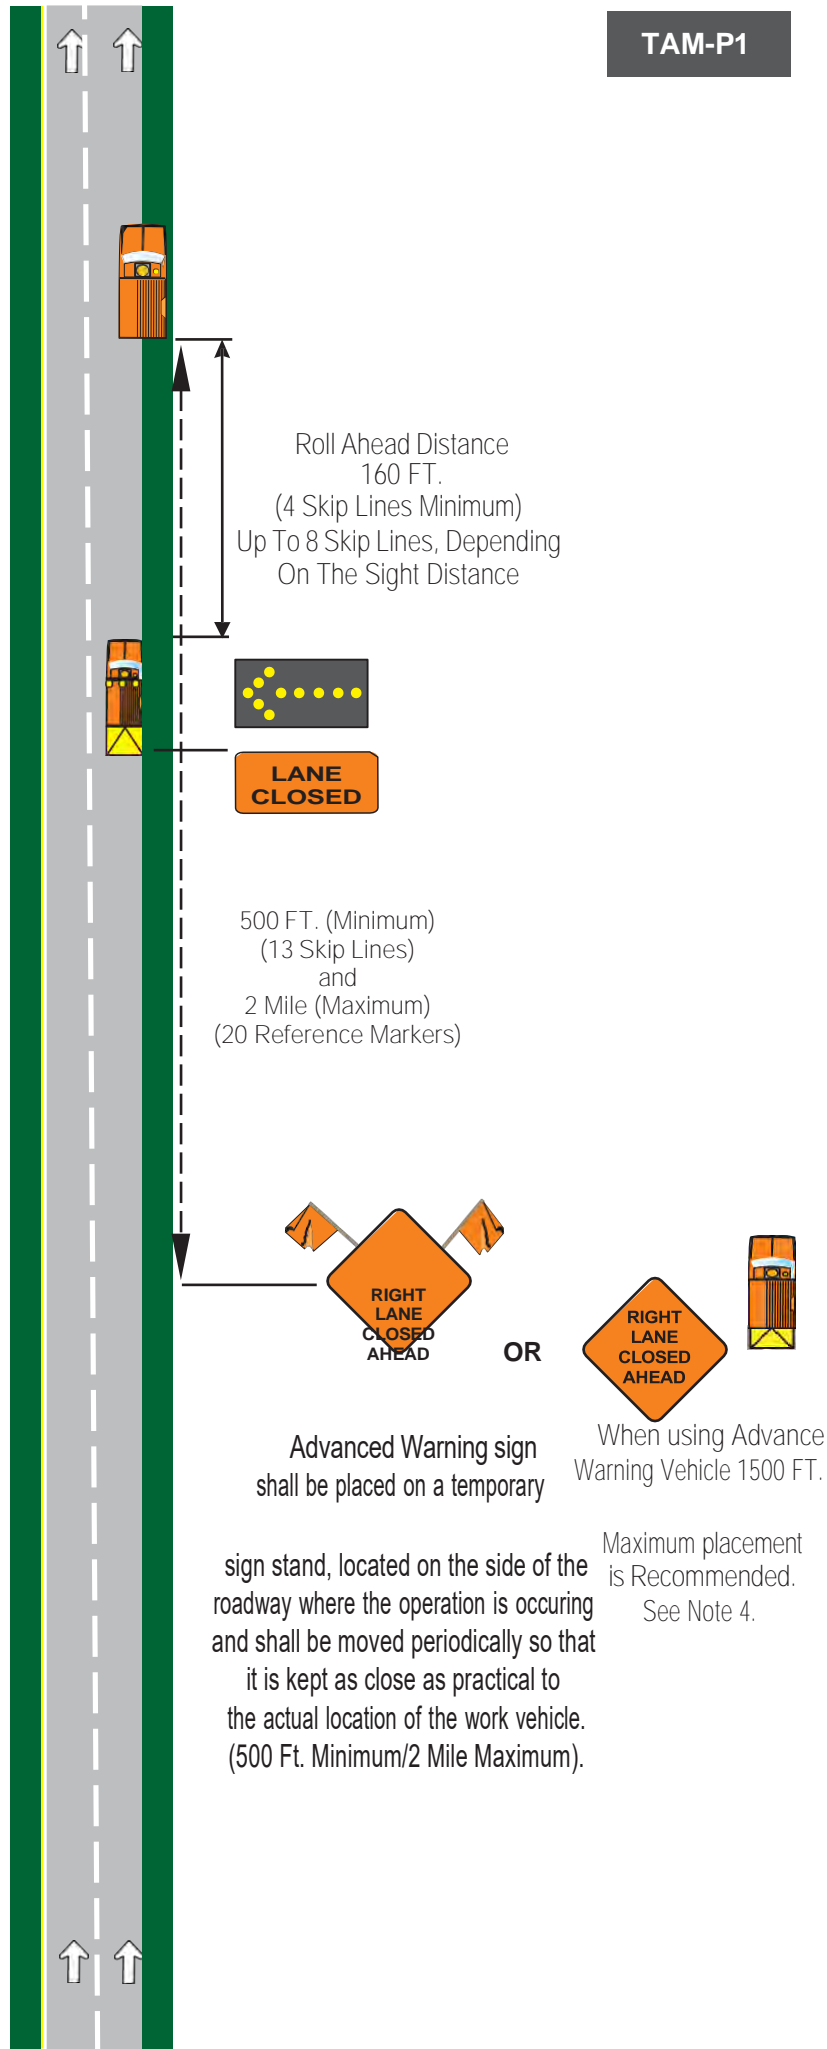 TAM-P1
Roll Ahead Distance
160 FT.
(4 Skip Lines Minimum)
Up To 8 Skip Lines, Depending
On The Sight Distance
LANE
CLOSED
500 FT. (Minimum)
(13 Skip Lines)
and
2 Mile (Maximum)
(20 Reference Markers)
RIGHT
LANE
CLOSED
AHEAD
OR
RIGHT
LANE
CLOSED
AHEAD
Advanced Warning sign
shall be placed on a temporary
sign stand, located on the side of the
roadway where the operation is occuring
and shall be moved periodically so that
it is kept as close as practical to
the actual location of the work vehicle.
(500 Ft. Minimum/2 Mile Maximum).
When using Advance
Warning Vehicle 1500 FT.
Maximum placement
is Recommended.
See Note 4.